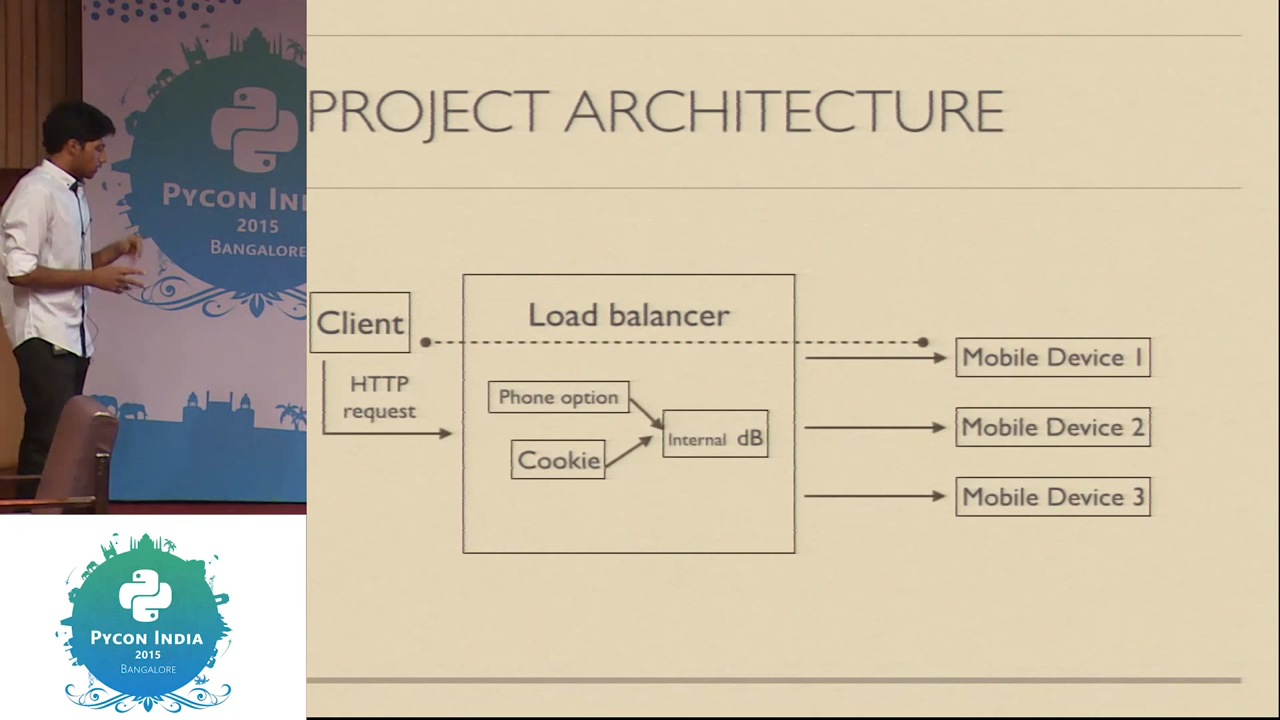 PROJECT ARCHITECTURE
Client
HTTP
request
Load balancer
Phone option
Cookie
Internal dB
Mobile Device 1
Mobile Device 2
Mobile Device 3
PYCON IN
2015
BANGALORE
PYCON INDIA
2015
BANGALORE